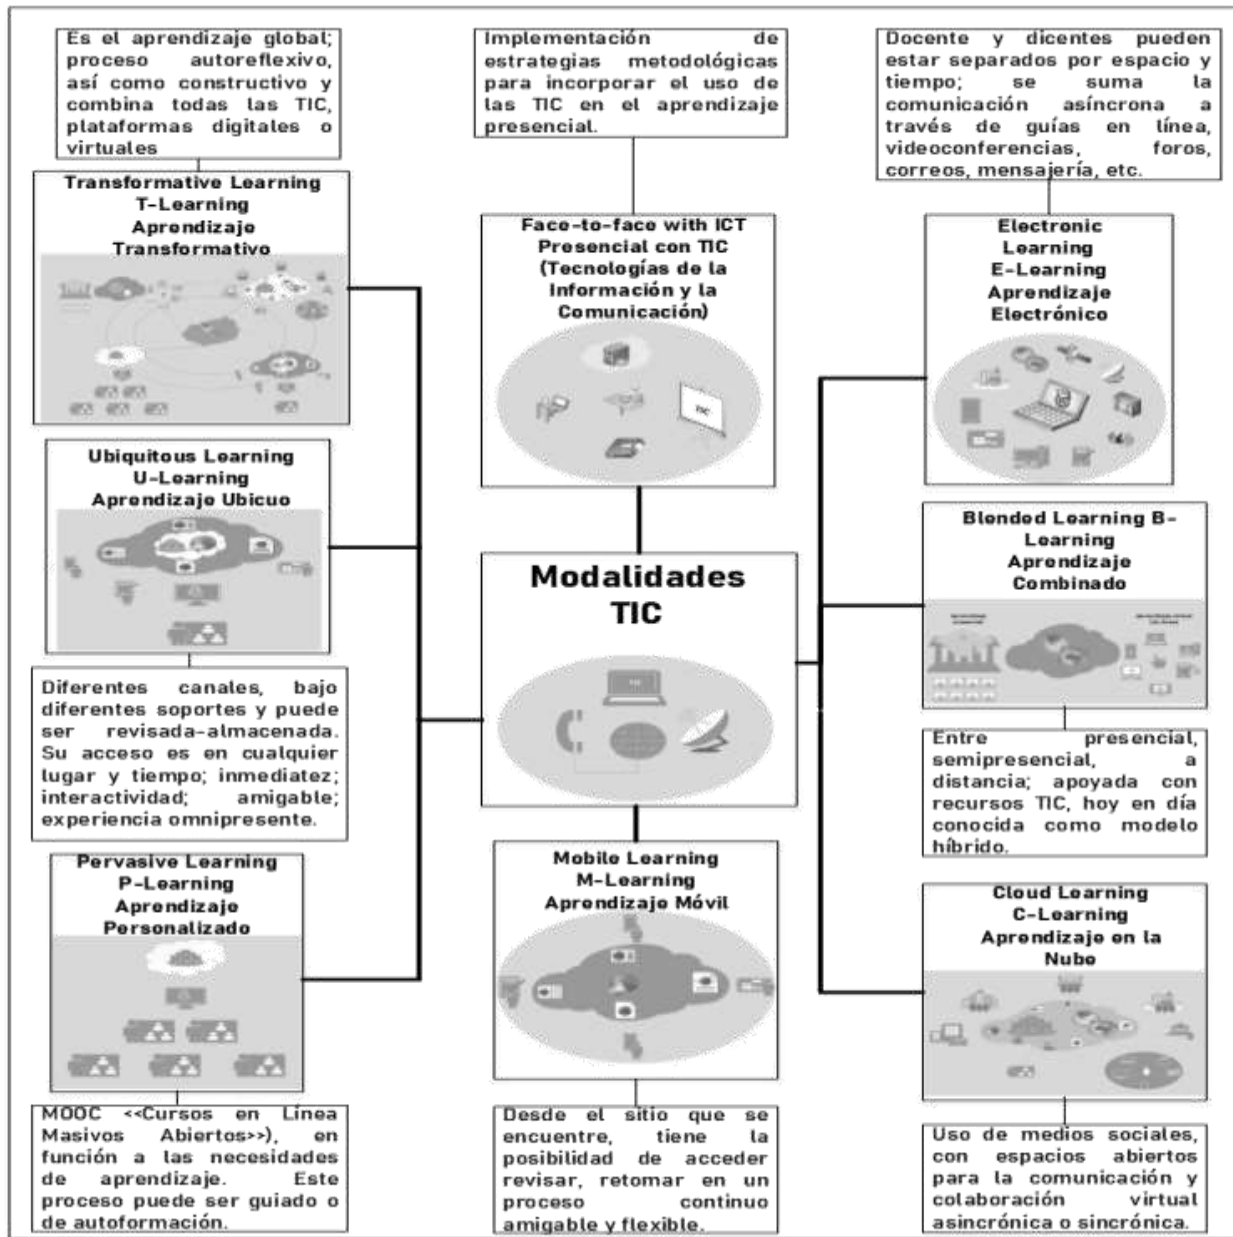 Es el aprendizaje global;
proceso autoreflexivo,
así como constructivo y
combina todas las TIC,
plataformas digitales o
virtuales
Transformative Learning
T-Learning
Aprendizaje
Transformativo
Ubiquitous Learning
U-Learning
Aprendizaje Ubicuo
Diferentes canales, bajo
diferentes soportes y puede
ser revisada-almacenada.
Su acceso es en cualquier
lugar y tiempo; inmediatez;
interactividad; amigable;
experiencia omnipresente.
Pervasive Learning
P-Learning
Aprendizaje
Personalizado
MOOC <<Cursos en Línea
Masivos Abiertos>>), en
función a las necesidades
de aprendizaje. Este
proceso puede ser guiado o
de autoformación.
Implementación de
estrategias metodológicas
para incorporar el uso de
las TIC en el aprendizaje
presencial.
Face-to-face with ICT
Presencial con TIC
(Tecnologías de la
Información y la
Comunicación)
TIC
Modalidades
TIC
Mobile Learning
M-Learning
Aprendizaje Móvil
Desde el sitio que se
encuentre, tiene la
posibilidad de acceder
revisar, retomar en un
proceso continuo
amigable y flexible.
Docente y dicentes pueden
estar separados por espacio y
tiempo; se suma la
comunicación asíncrona a
través de guías en línea,
videoconferencias, foros,
correos, mensajería, etc.
Electronic
Learning
E-Learning
Aprendizaje
Electrónico
Blended Learning B-
Learning
Aprendizaje
Combinado
Entre presencial,
semipresencial, a
distancia; apoyada con
recursos TIC, hoy en día
conocida como modelo
híbrido.
Cloud Learning
C-Learning
Aprendizaje en la
Nube
Uso de medios sociales,
con espacios abiertos
para la comunicación y
colaboración virtual
asincrónica o sincrónica.